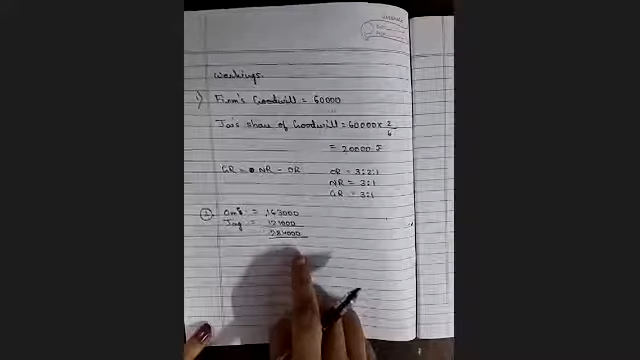 Workings.
1) Firm's Goodwill = 60000
Jai's share of Goodwill = 60000 × 2/6
= 20000 ₹
GR = NR - OR
OR = 3:2:1
NR = 3:1
GR = 3:1
2. Om's = 163000
Jay = 121000
284000